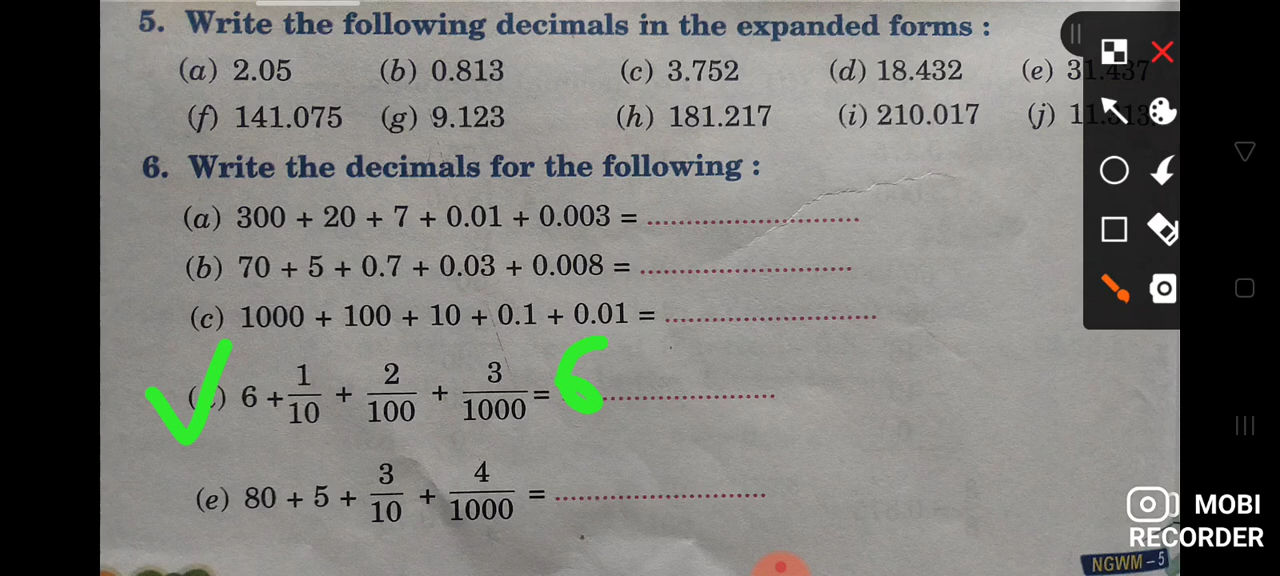 5. Write the following decimals in the expanded forms :
(a) 2.05 (b) 0.813 (c) 3.752 (d) 18.432 (e) 31.437
(f) 141.075 (g) 9.123 (h) 181.217 (i) 210.017 (j)
6. Write the decimals for the following :
(a) 300 + 20 + 7 + 0.01 + 0.003 = ..............................
(b) 70 + 5 + 0.7 + 0.03 + 0.008 = ..............................
(c) 1000 + 100 + 10 + 0.1 + 0.01 = ..............................
6 + 1/10 + 2/100 + 3/1000 = 6 ..............................
(e) 80 + 5 + 3/10 + 4/1000 = ..............................
MOBI
RECORDER
NGWM – 5